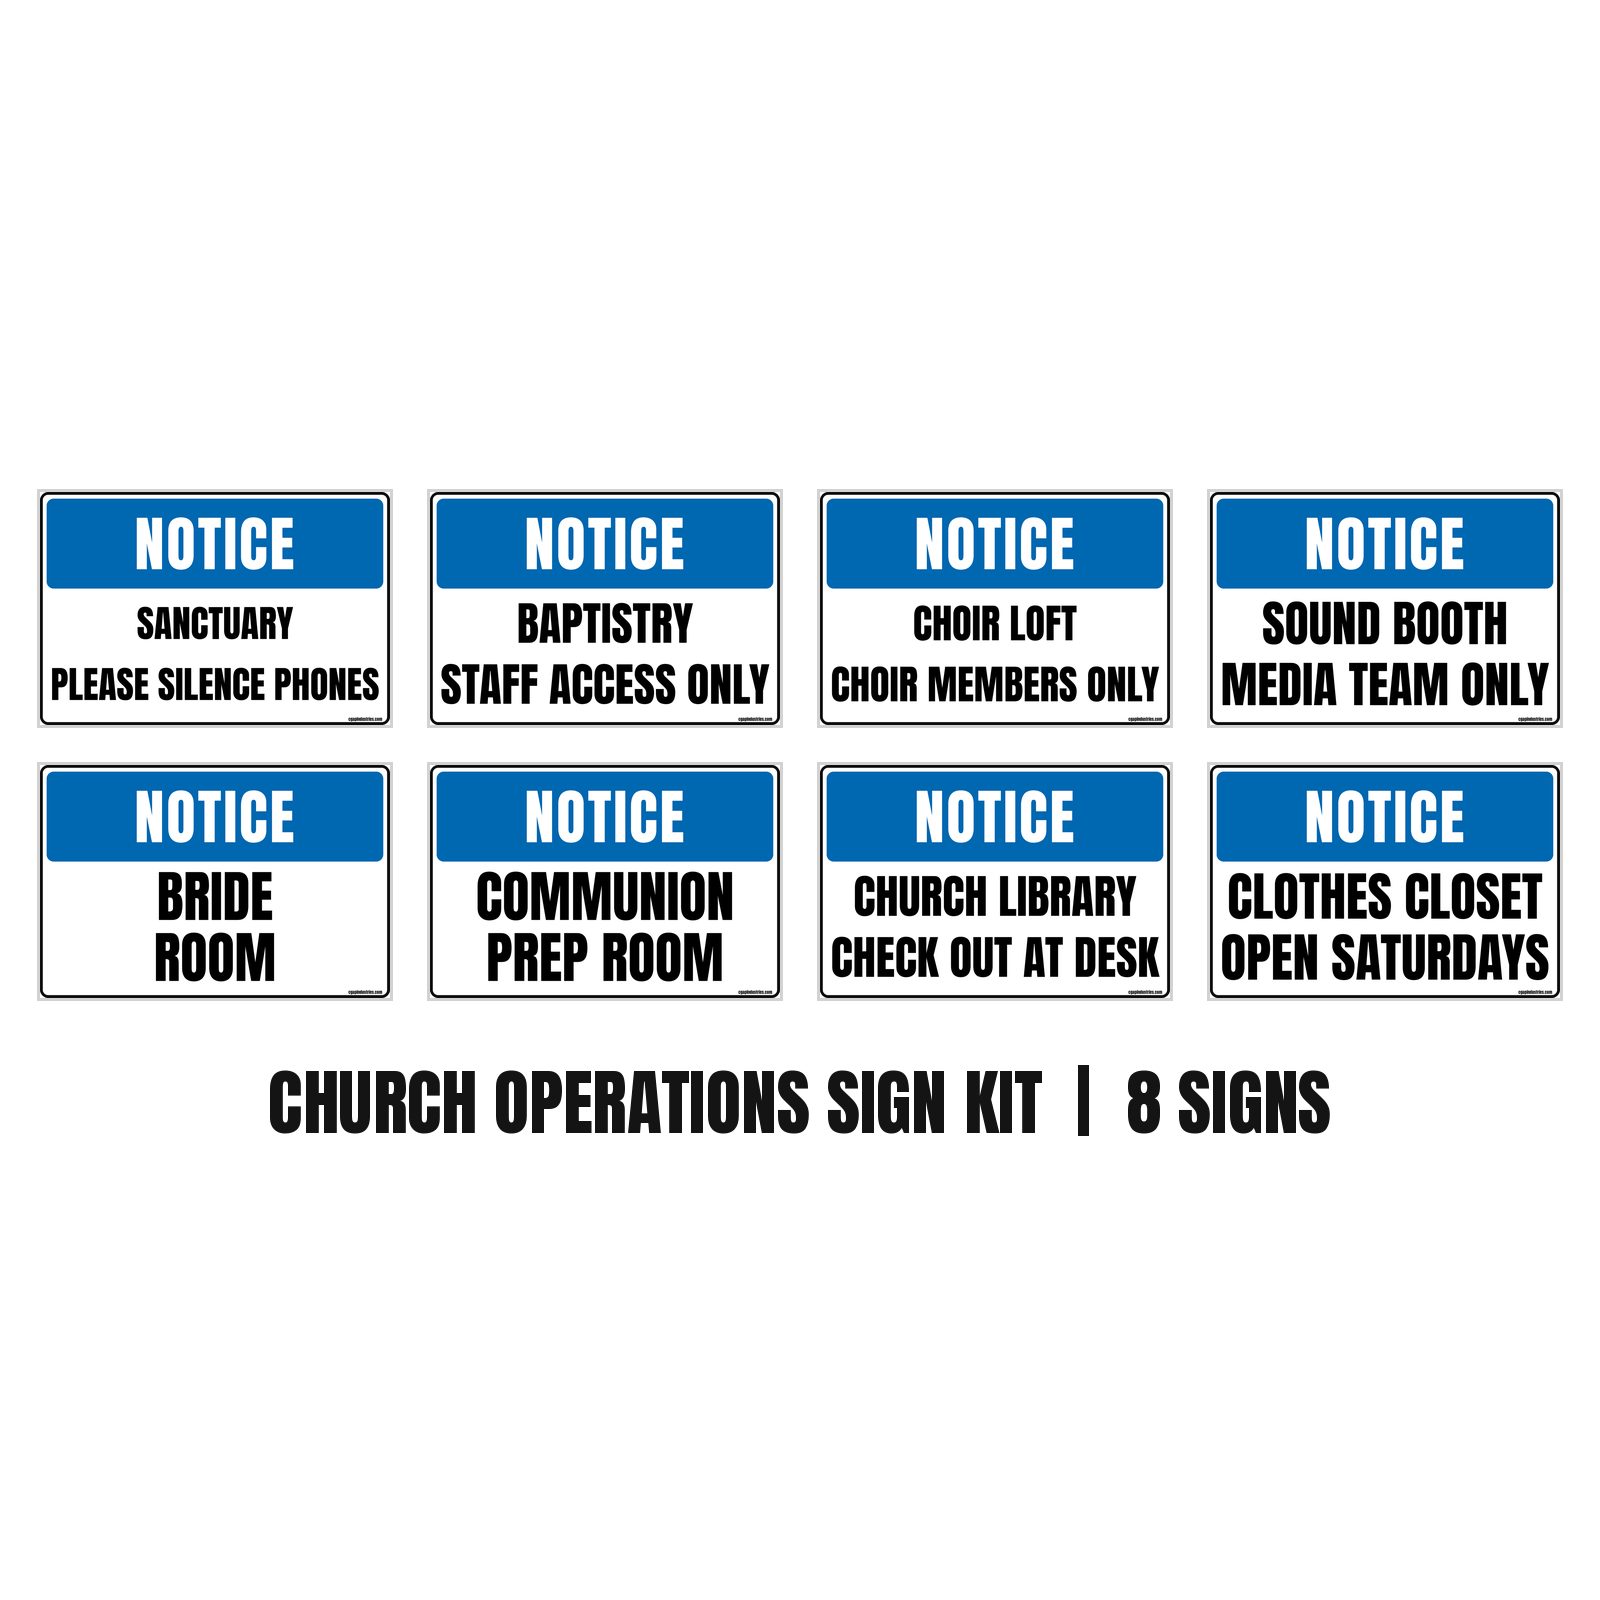 NOTICE
SANCTUARY
PLEASE SILENCE PHONES
NOTICE
BAPTISTRY
STAFF ACCESS ONLY
NOTICE
CHOIR LOFT
CHOIR MEMBERS ONLY
NOTICE
SOUND BOOTH
MEDIA TEAM ONLY
NOTICE
BRIDE
ROOM
NOTICE
COMMUNION
PREP ROOM
NOTICE
CHURCH LIBRARY
CHECK OUT AT DESK
NOTICE
CLOTHES CLOSET
OPEN SATURDAYS
CHURCH OPERATIONS SIGN KIT | 8 SIGNS